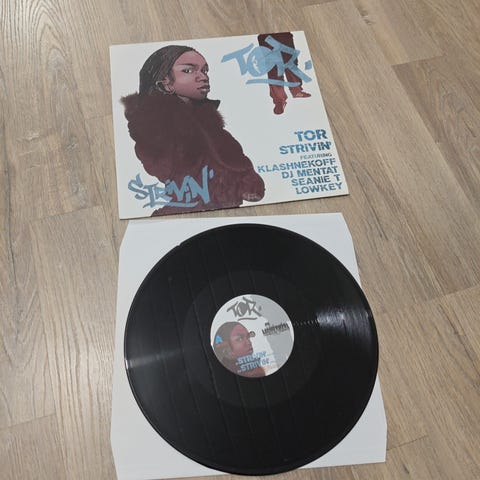 TOR.
TOR
STRIVIN'
FEATURING
KLASHNEKOFF
DJ MENTAT
SEANIE T
LOWKEY
STRIVIN'
TOR.
A
STRIVIN'